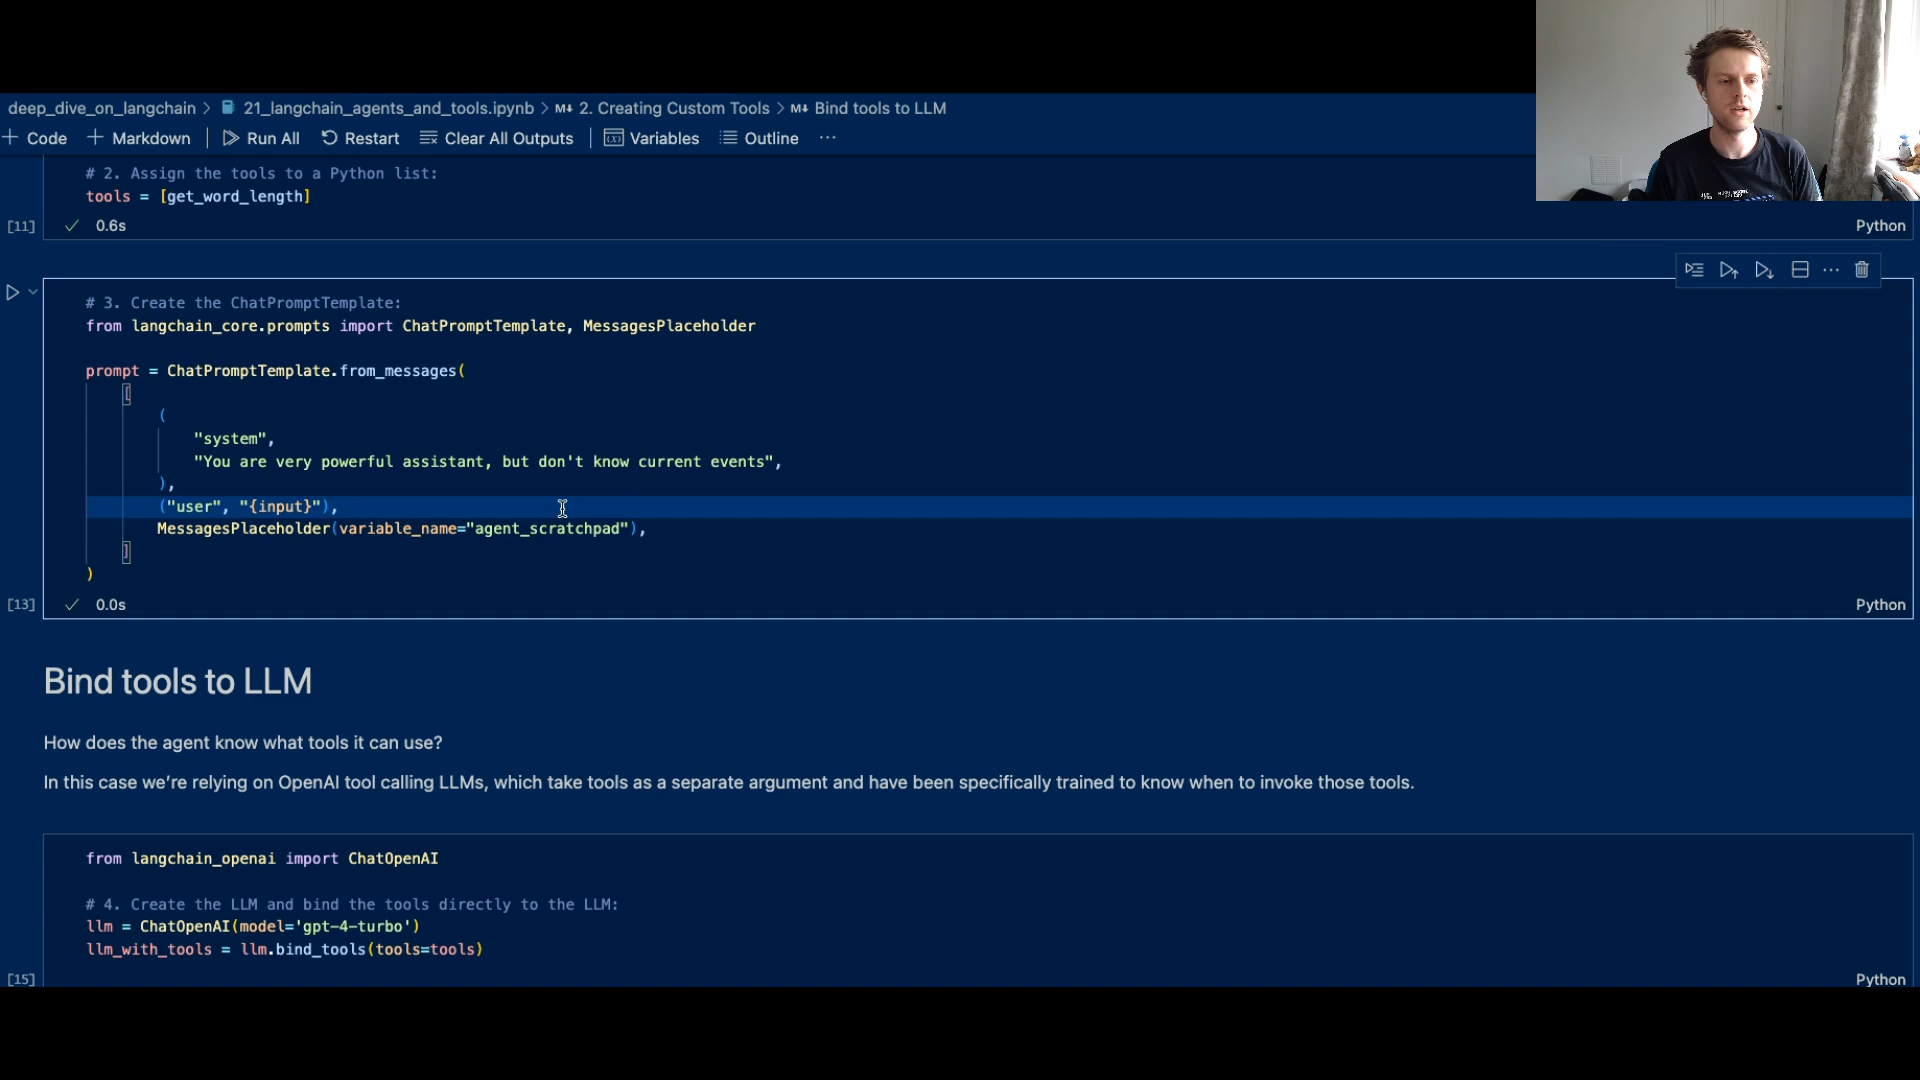 deep_dive_on_langchain > 21_langchain_agents_and_tools.ipynb > M↓ 2. Creating Custom Tools > M↓ Bind tools to LLM
+ Code + Markdown | Run All Restart Clear All Outputs | Variables Outline ...
# 2. Assign the tools to a Python list:
tools = [get_word_length]
[11] ✓ 0.6s Python
# 3. Create the ChatPromptTemplate:
from langchain_core.prompts import ChatPromptTemplate, MessagesPlaceholder
prompt = ChatPromptTemplate.from_messages(
[
(
"system",
"You are very powerful assistant, but don't know current events",
),
("user", "{input}"),
MessagesPlaceholder(variable_name="agent_scratchpad"),
]
)
[13] ✓ 0.0s Python
Bind tools to LLM
How does the agent know what tools it can use?
In this case we're relying on OpenAI tool calling LLMs, which take tools as a separate argument and have been specifically trained to know when to invoke those tools.
from langchain_openai import ChatOpenAI
# 4. Create the LLM and bind the tools directly to the LLM:
llm = ChatOpenAI(model='gpt-4-turbo')
llm_with_tools = llm.bind_tools(tools=tools)
[15] Python